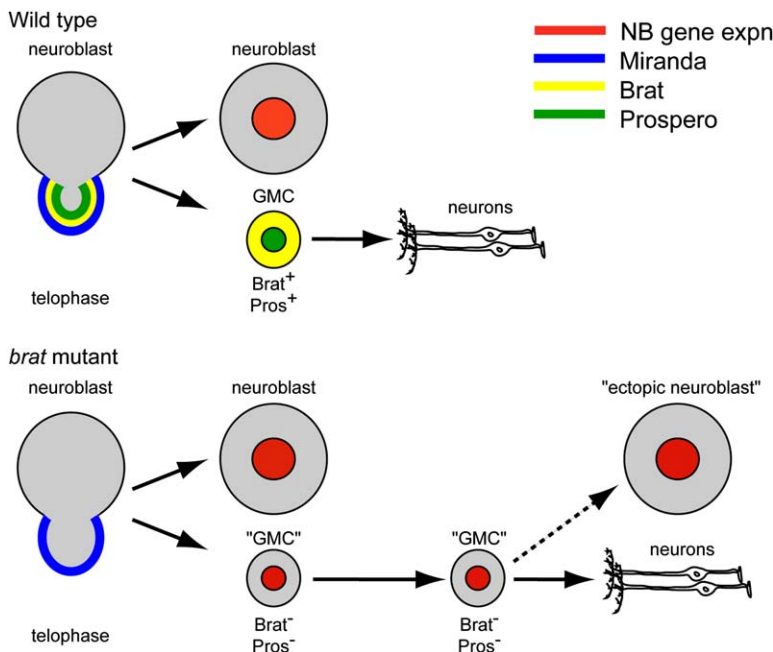 Wild type
neuroblast
neuroblast
NB gene expn
Miranda
Brat
Prospero
GMC
neurons
Brat+
Pros+
telophase
brat mutant
neuroblast
neuroblast
"ectopic neuroblast"
"GMC"
"GMC"
neurons
Brat-
Pros-
Brat-
Pros-
telophase